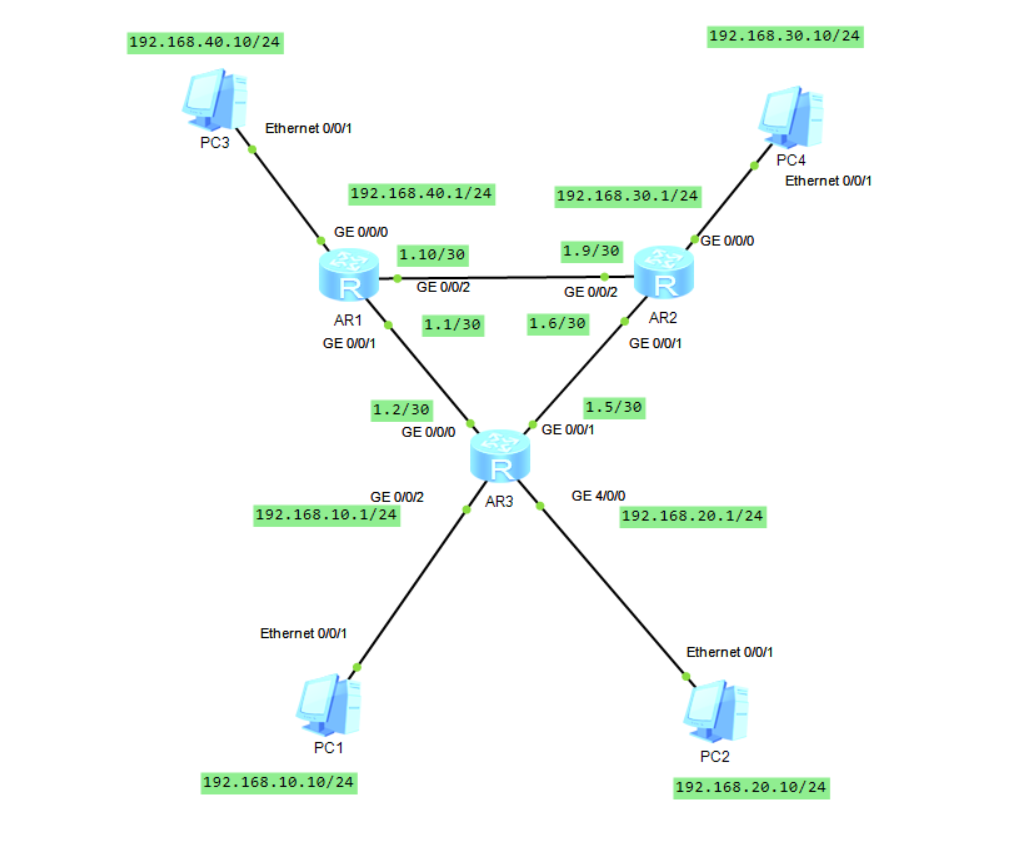 192.168.40.10/24
192.168.30.10/24
PC3
Ethernet 0/0/1
PC4
Ethernet 0/0/1
192.168.40.1/24
192.168.30.1/24
GE 0/0/0
GE 0/0/0
1.10/30
1.9/30
R
R
GE 0/0/2
GE 0/0/2
AR1
AR2
1.1/30
1.6/30
GE 0/0/1
GE 0/0/1
1.2/30
1.5/30
GE 0/0/0
GE 0/0/1
R
AR3
GE 0/0/2
GE 4/0/0
192.168.10.1/24
192.168.20.1/24
Ethernet 0/0/1
Ethernet 0/0/1
PC1
PC2
192.168.10.10/24
192.168.20.10/24